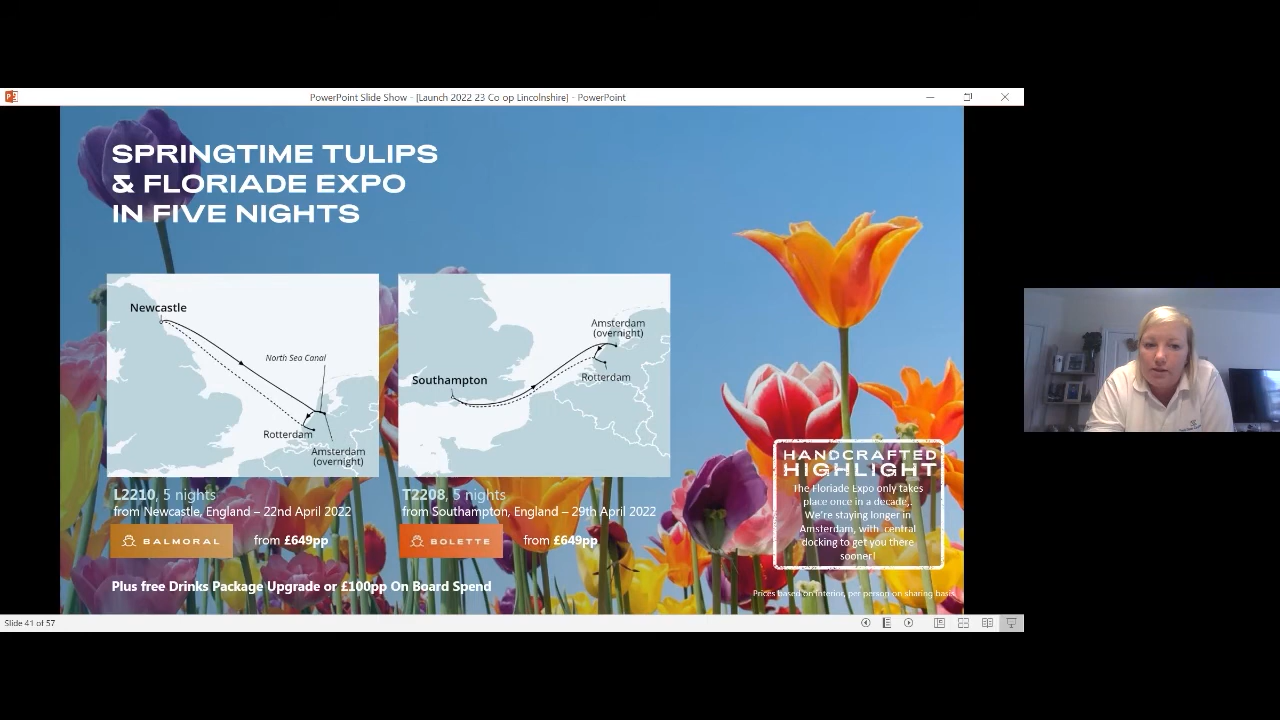 PowerPoint Slide Show - [Launch 2022 23 Co op Lincolnshire] - PowerPoint
SPRINGTIME TULIPS
& FLORIADE EXPO
IN FIVE NIGHTS
Newcastle
North Sea Canal
Rotterdam
Amsterdam
(overnight)
Amsterdam
(overnight)
Southampton
Rotterdam
L2210, 5 nights
from Newcastle, England – 22nd April 2022
BALMORAL
from £649pp
T2208, 5 nights
from Southampton, England – 29th April 2022
BOLETTE
from £649pp
Plus free Drinks Package Upgrade or £100pp On Board Spend
HANDCRAFTED
HIGHLIGHT
The Floriade Expo only takes
place once in a decade,.
We're staying longer in
Amsterdam, with central
docking to get you there
sooner!
Prices based on interior, per person on sharing basis
Slide 41 of 57